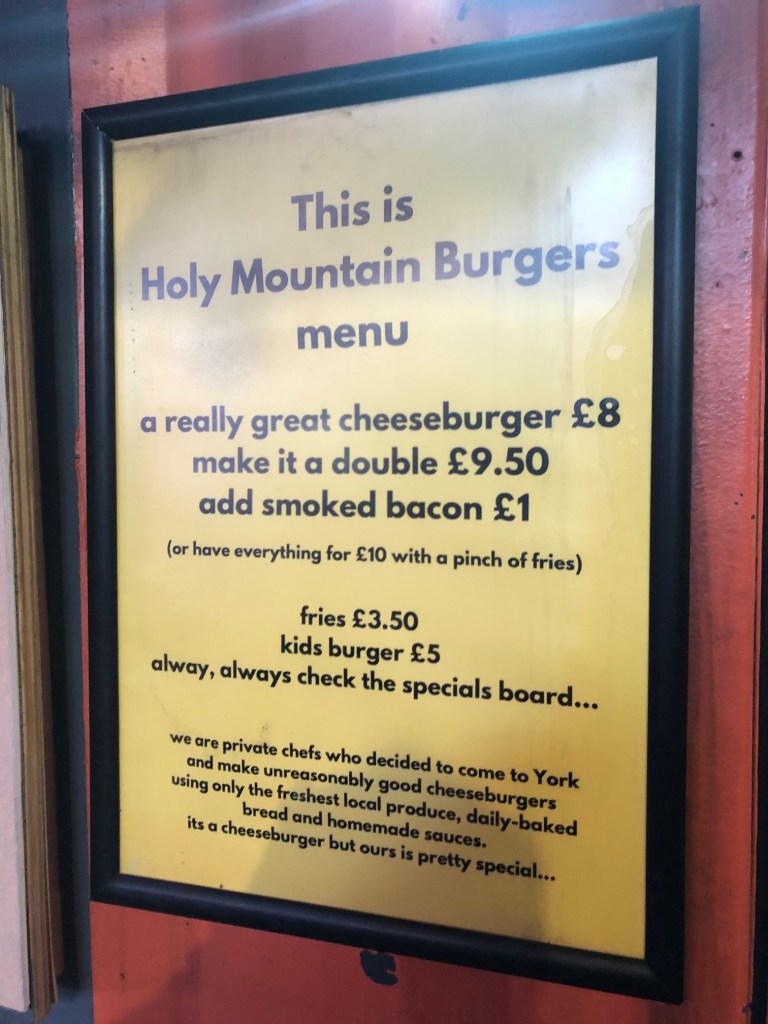 This is
Holy Mountain Burgers
menu
a really great cheeseburger £8
make it a double £9.50
add smoked bacon £1
(or have everything for £10 with a pinch of fries)
fries £3.50
kids burger £5
alway, always check the specials board...
we are private chefs who decided to come to York
and make unreasonably good cheeseburgers
using only the freshest local produce, daily-baked
bread and homemade sauces.
its a cheeseburger but ours is pretty special...